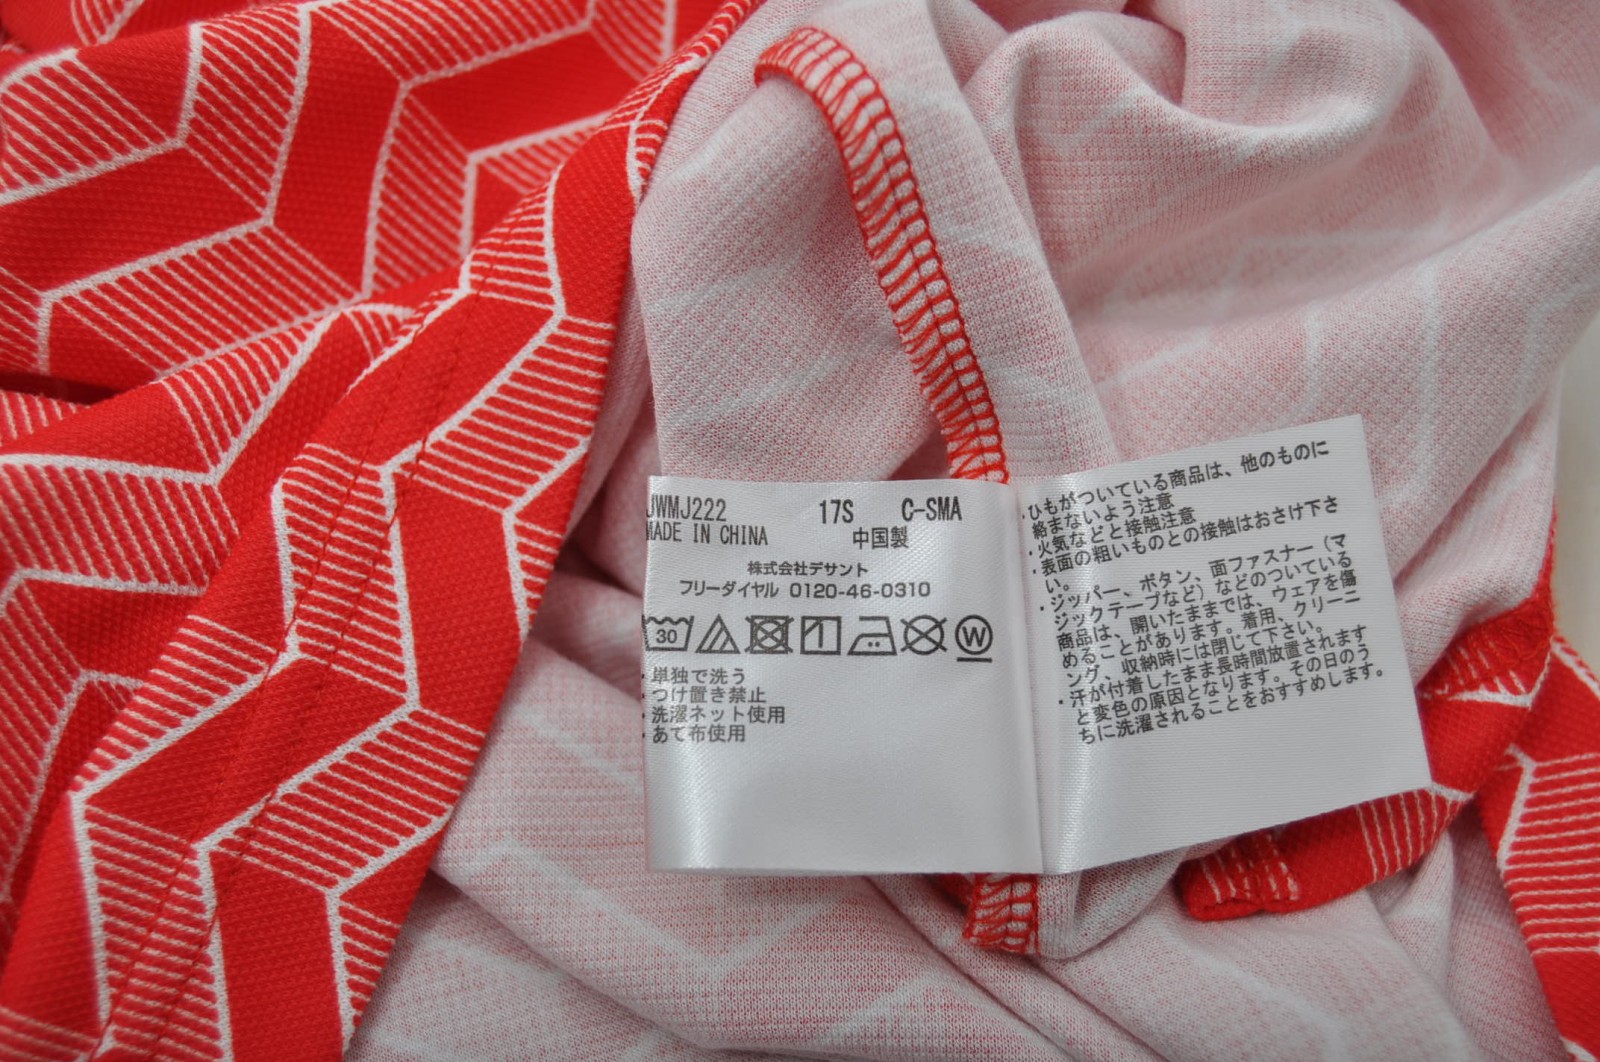 UWMJ222 17S C-SMA
MADE IN CHINA 中国製
株式会社デサント
フリーダイヤル 0120-46-0310
30 W
・単独で洗う
・つけ置き禁止
・洗濯ネット使用
・あて布使用
・ひもがついている商品は、他のものに
絡まないよう注意
・火気などと接触注意
・表面の粗いものとの接触はおさけ下さ
い。
・ジッパー、ボタン、面ファスナー（マ
ジックテープなど）などのついている
商品は、開いたままでは、ウェアを傷
めることがあります。着用、クリーニ
ング、収納時には閉じて下さい。
・汗が付着したまま長時間放置されます
と変色の原因となります。その日のう
ちに洗濯されることをおすすめします。